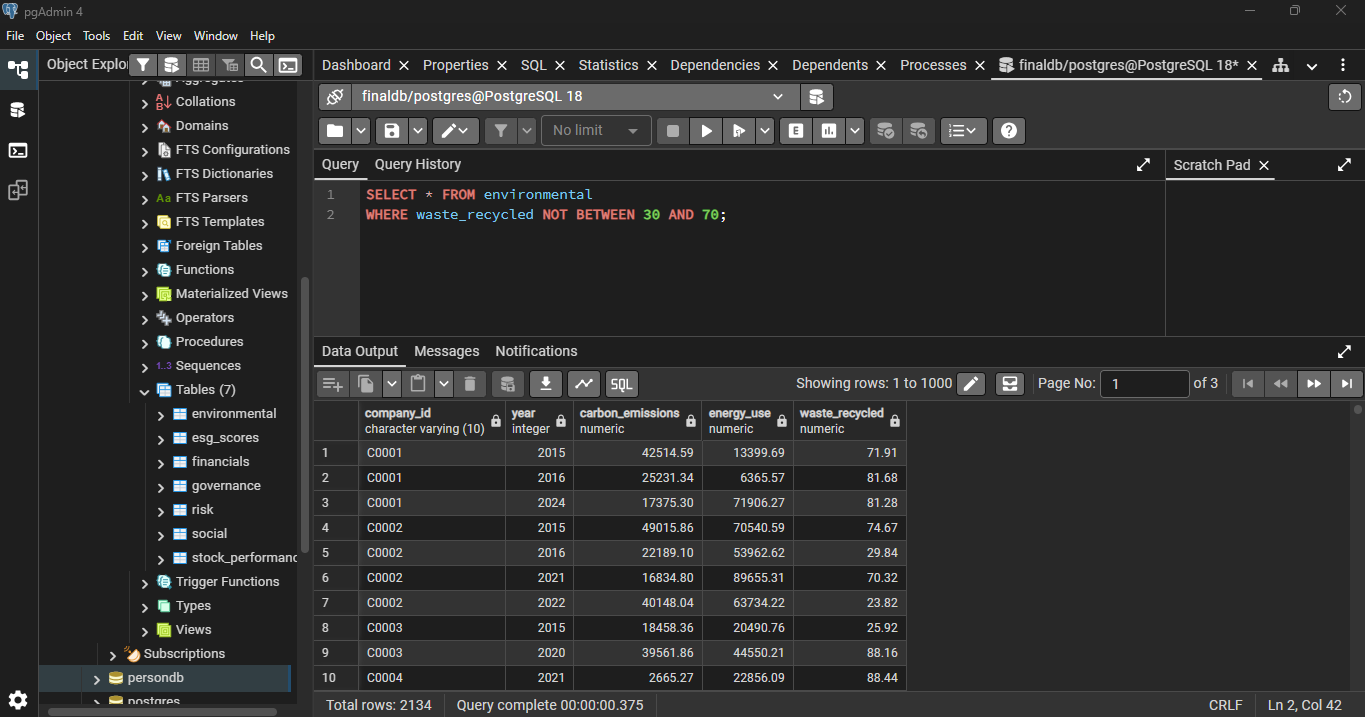 pgAdmin 4
File Object Tools Edit View Window Help
Object Explo
Dashboard Properties SQL Statistics Dependencies Dependents Processes finaldb/postgres@PostgreSQL 18*
finaldb/postgres@PostgreSQL 18
No limit
E
SQL
Query Query History
Scratch Pad
1 SELECT * FROM environmental
2 WHERE waste_recycled NOT BETWEEN 30 AND 70;
Aggregates
Collations
Domains
FTS Configurations
FTS Dictionaries
Aa FTS Parsers
FTS Templates
Foreign Tables
Functions
Materialized Views
Operators
Procedures
1..3 Sequences
Tables (7)
environmental
esg_scores
financials
governance
risk
social
stock_performanc
Trigger Functions
Types
Views
Subscriptions
persondb
postgres
Data Output Messages Notifications
Showing rows: 1 to 1000
Page No: 1 of 3
company_id year carbon_emissions energy_use waste_recycled
character varying (10) integer numeric numeric numeric
1 C0001 2015 42514.59 13399.69 71.91
2 C0001 2016 25231.34 6365.57 81.68
3 C0001 2024 17375.30 71906.27 81.28
4 C0002 2015 49015.86 70540.59 74.67
5 C0002 2016 22189.10 53962.62 29.84
6 C0002 2021 16834.80 89655.31 70.32
7 C0002 2022 40148.04 63734.22 23.82
8 C0003 2015 18458.36 20490.76 25.92
9 C0003 2020 39561.86 44550.21 88.16
10 C0004 2021 2665.27 22856.09 88.44
Total rows: 2134
Query complete 00:00:00.375
CRLF
Ln 2, Col 42